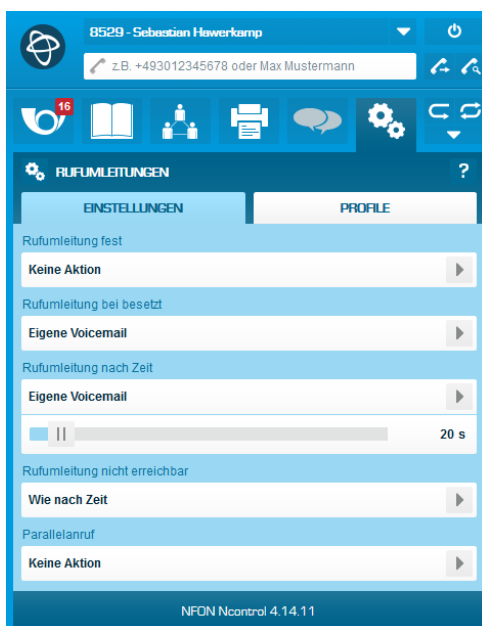 8529 - Sebastian Hawerkamp
z.B. +493012345678 oder Max Mustermann
16
RUFUMLEITUNGEN
?
EINSTELLUNGEN
PROFILE
Rufumleitung fest
Keine Aktion
Rufumleitung bei besetzt
Eigene Voicemail
Rufumleitung nach Zeit
Eigene Voicemail
20 s
Rufumleitung nicht erreichbar
Wie nach Zeit
Parallelanruf
Keine Aktion
NFON Ncontrol 4.14.11